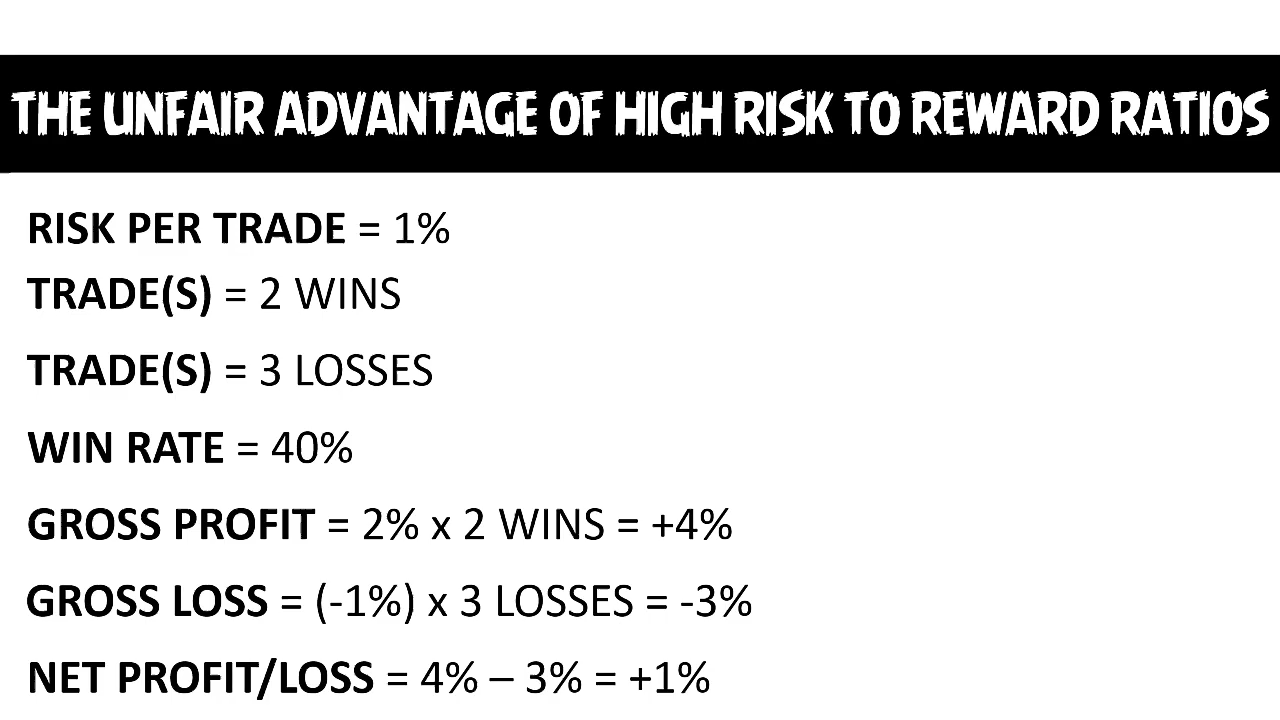 THE UNFAIR ADVANTAGE OF HIGH RISK TO REWARD RATIOS
RISK PER TRADE = 1%
TRADE(S) = 2 WINS
TRADE(S) = 3 LOSSES
WIN RATE = 40%
GROSS PROFIT = 2% x 2 WINS = +4%
GROSS LOSS = (-1%) x 3 LOSSES = -3%
NET PROFIT/LOSS = 4% – 3% = +1%